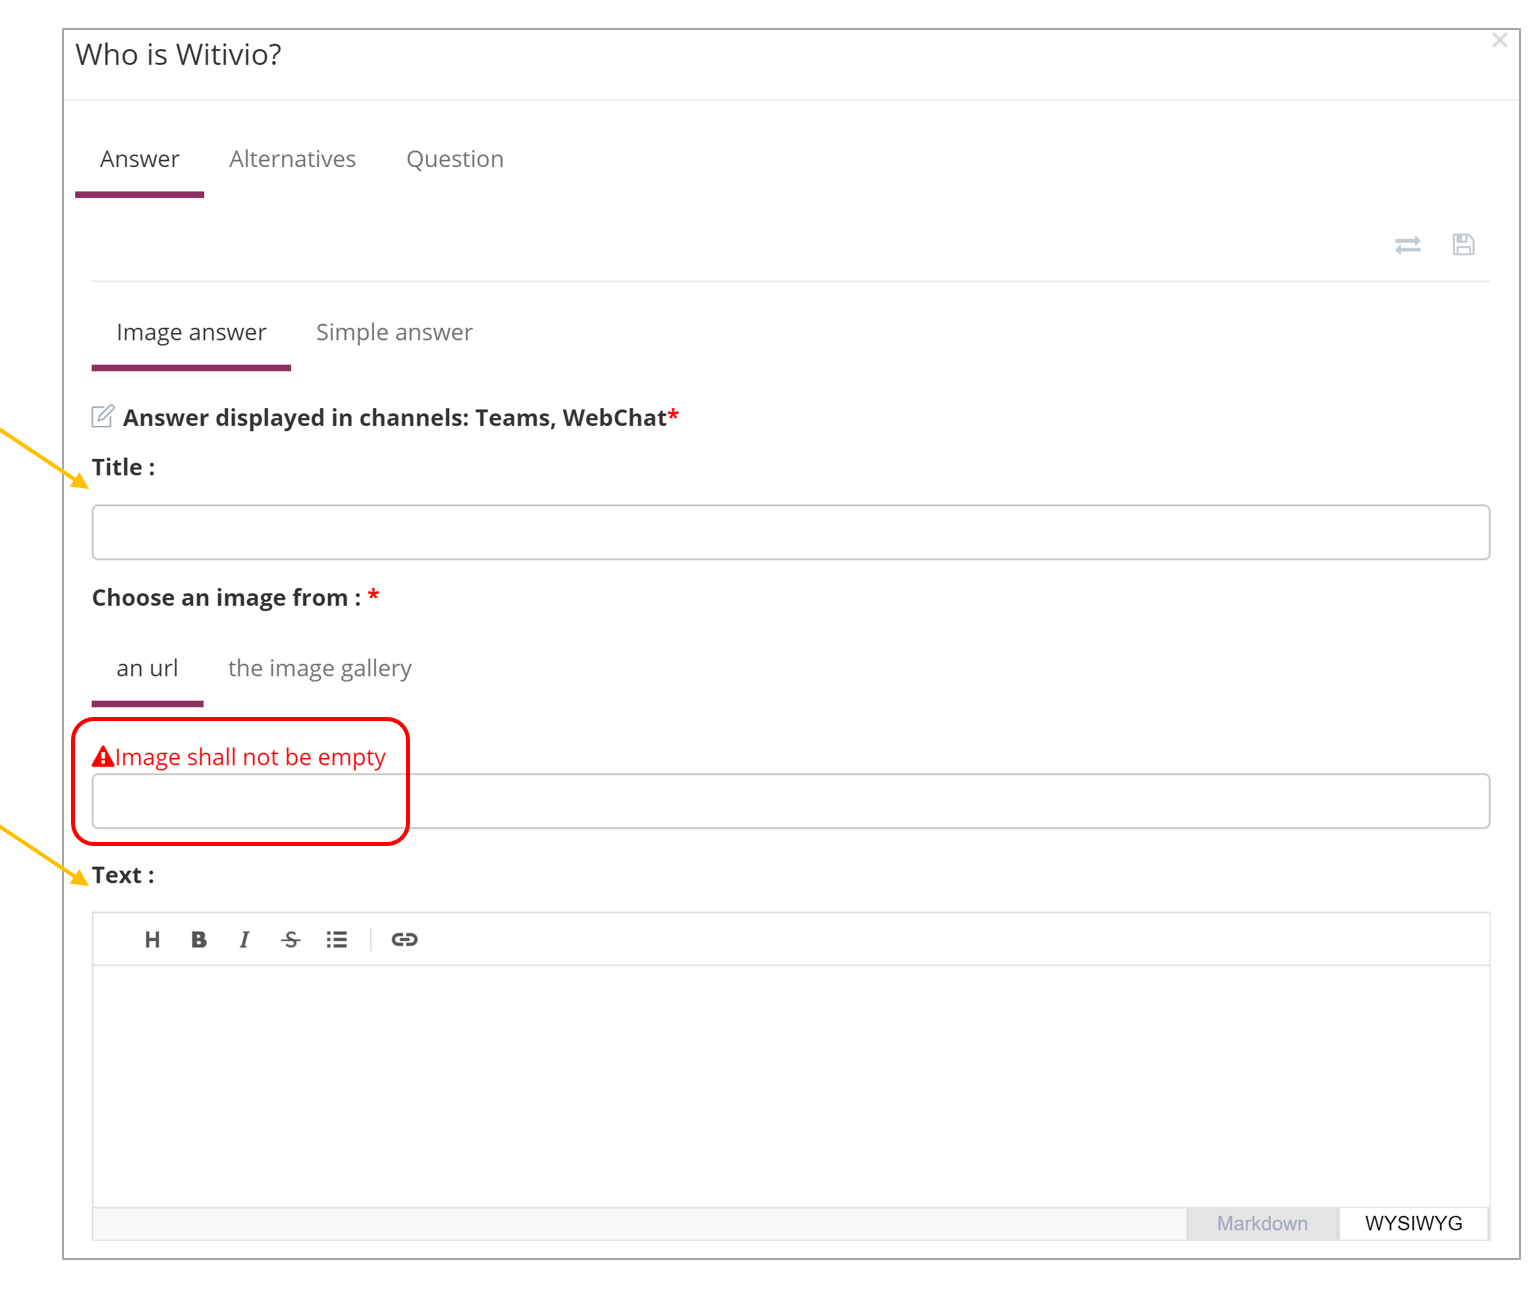 Who is Witivio?
Answer Alternatives Question
Image answer Simple answer
Answer displayed in channels: Teams, WebChat*
Title :
Choose an image from : *
an url the image gallery
Image shall not be empty
Text :
H B I S
Markdown WYSIWYG